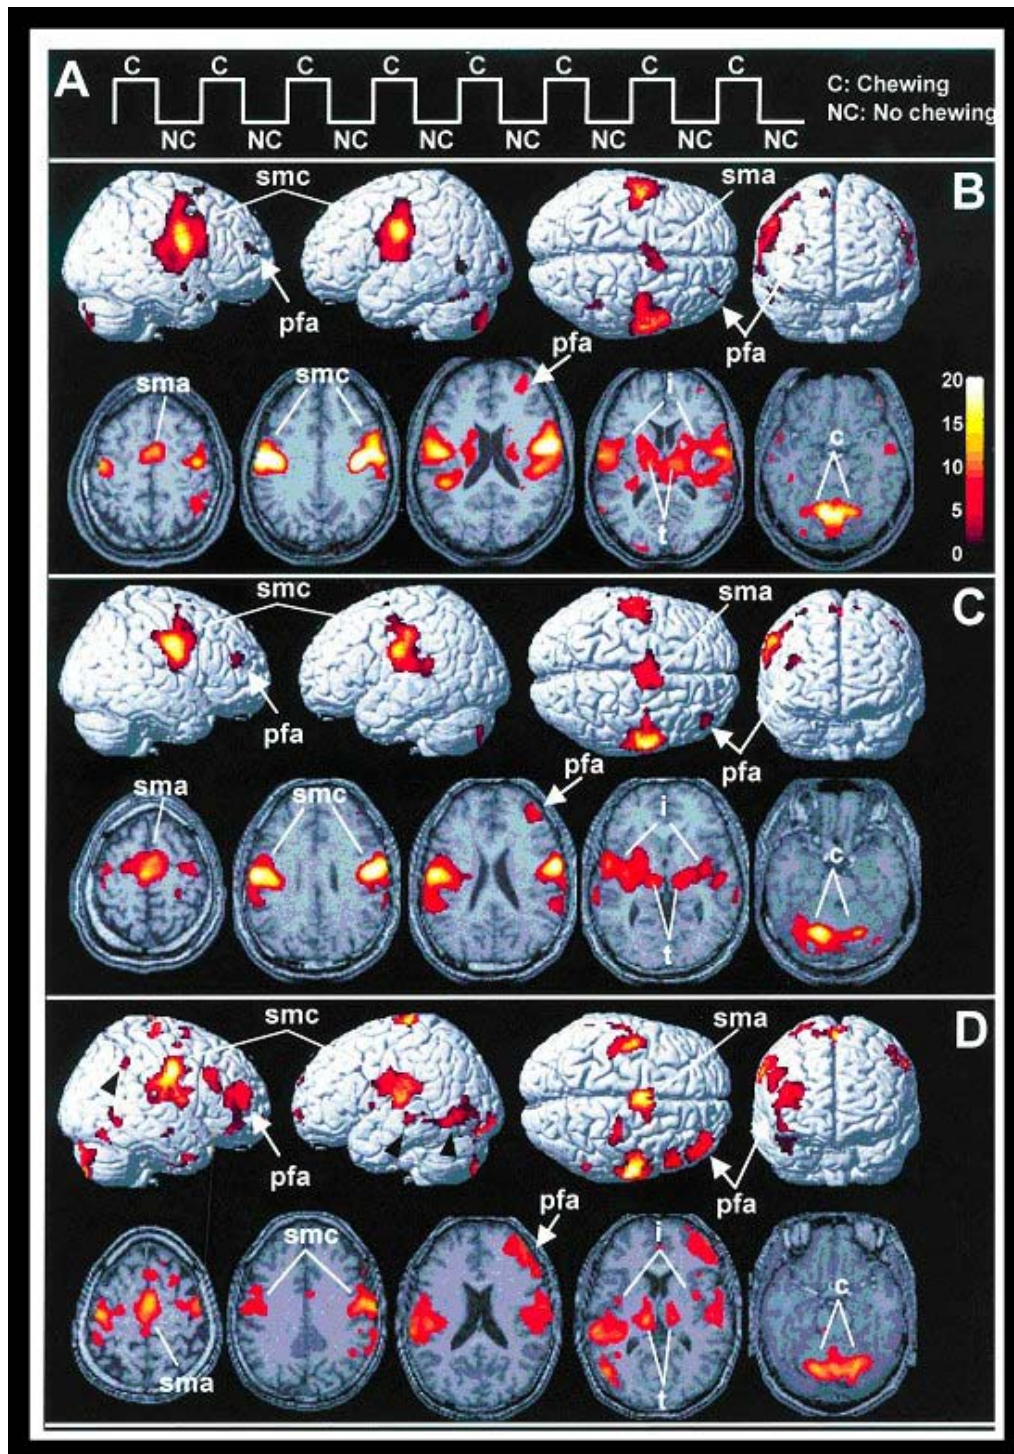 A
C C C C C C C C
NC NC NC NC NC NC NC NC
C: Chewing
NC: No chewing
B
smc
sma
pfa
pfa
pfa
sma
smc
i
c
t
20
15
10
5
0
C
smc
sma
pfa
pfa
pfa
sma
smc
i
c
t
D
smc
sma
pfa
pfa
pfa
smc
i
c
sma
t